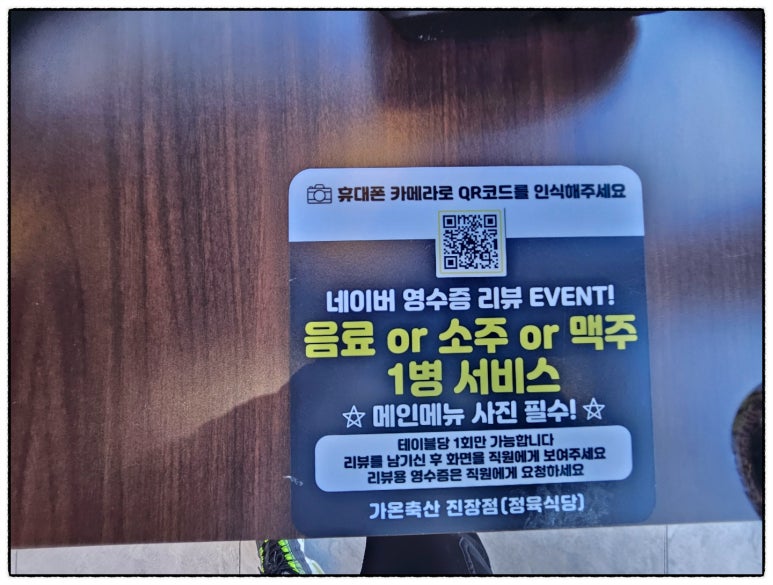 휴대폰 카메라로 QR코드를 인식해주세요
네이버 영수증 리뷰 EVENT!
음료 or 소주 or 맥주
1병 서비스
☆ 메인메뉴 사진 필수! ☆
테이블당 1회만 가능합니다
리뷰를 남기신 후 화면을 직원에게 보여주세요
리뷰용 영수증은 직원에게 요청하세요
가온축산 진장점(정육식당)